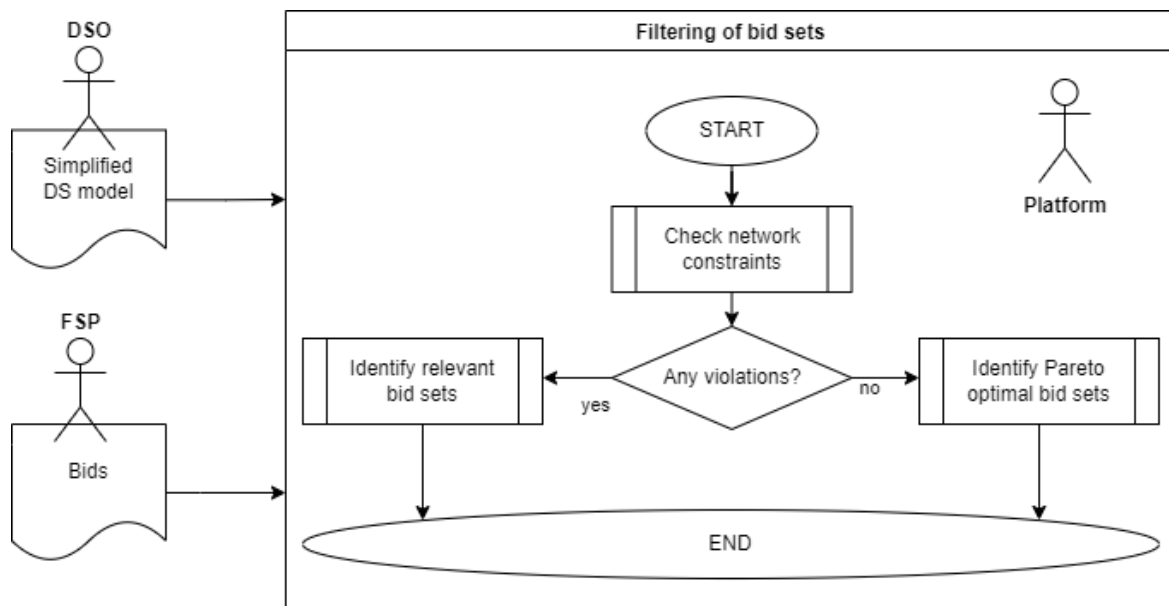 DSO
Simplified
DS model
FSP
Bids
Filtering of bid sets
START
Platform
Check network
constraints
Any violations?
yes
no
Identify relevant
bid sets
Identify Pareto
optimal bid sets
END